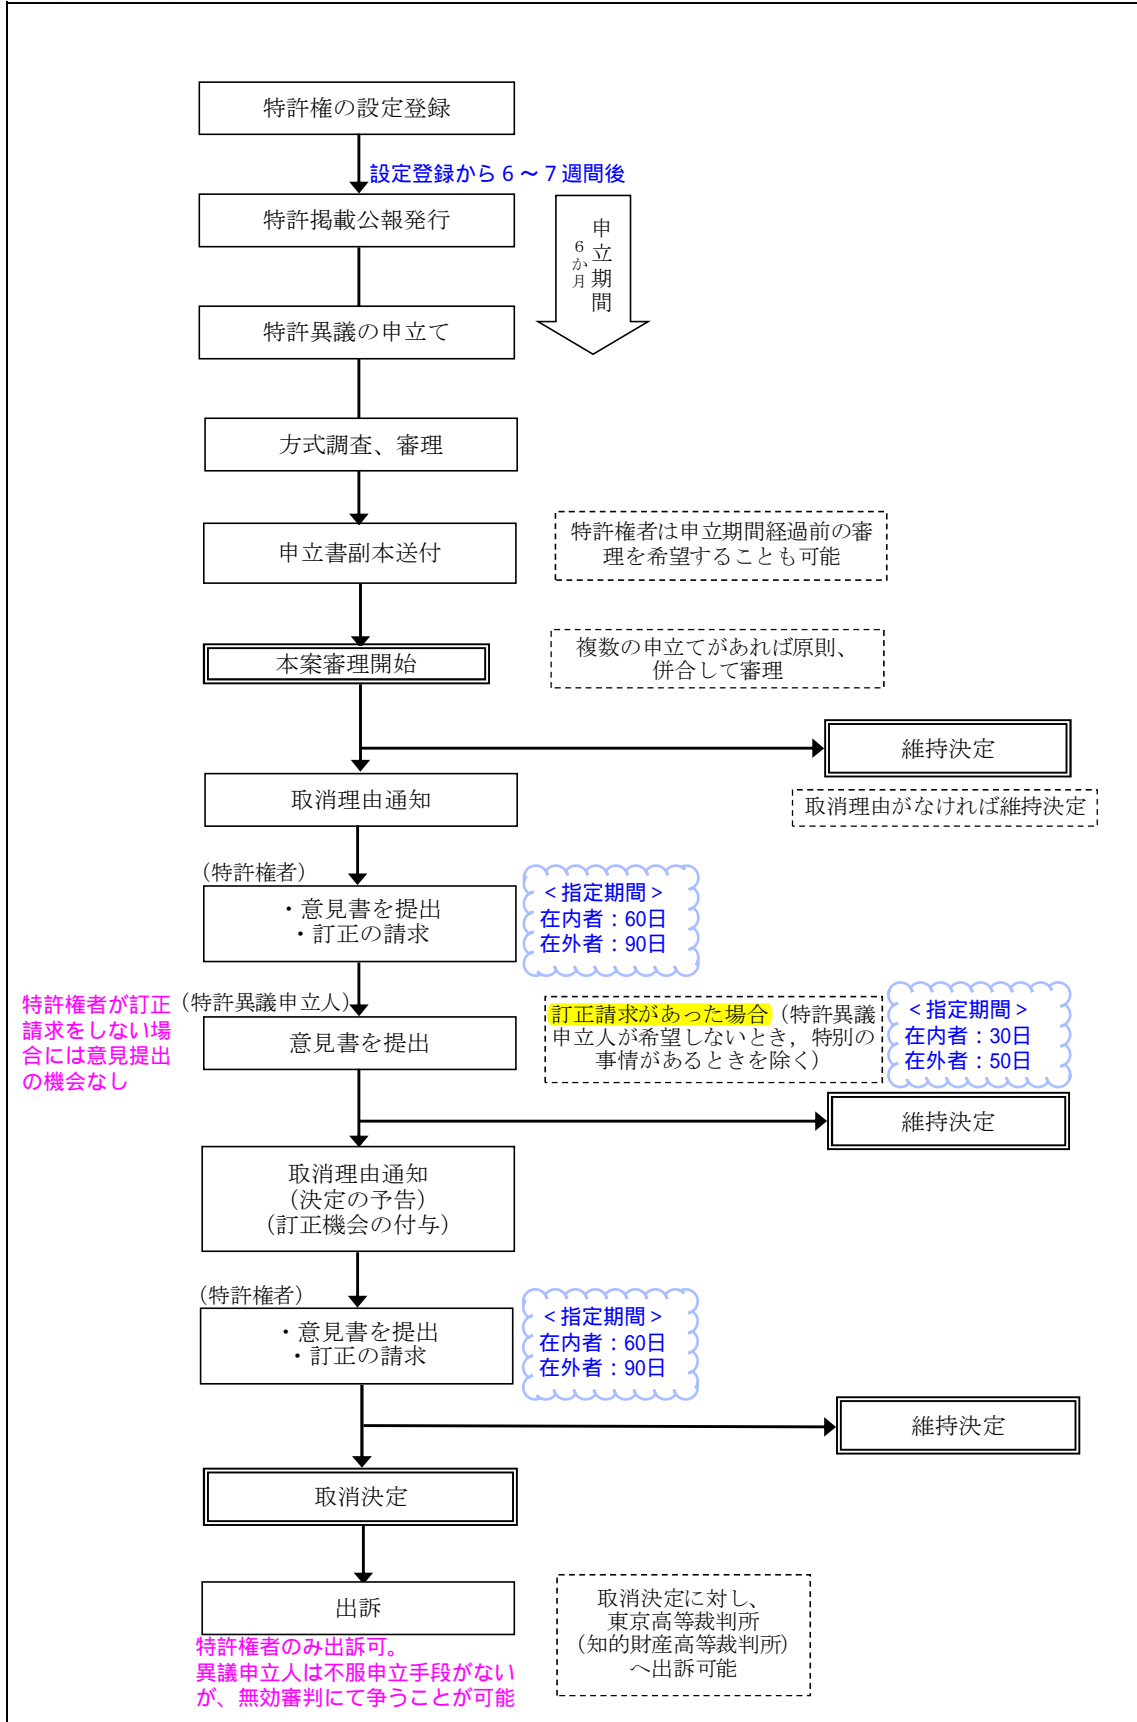 特許権の設定登録
設定登録から6～7週間後
特許掲載公報発行
申立期間
6か月
特許異議の申立て
方式調査、審理
申立書副本送付
特許権者は申立期間経過前の審
理を希望することも可能
本案審理開始
複数の申立てがあれば原則、
併合して審理
維持決定
取消理由通知
取消理由がなければ維持決定
（特許権者）
・意見書を提出
・訂正の請求
＜指定期間＞
在内者：60日
在外者：90日
特許権者が訂正
請求をしない場
合には意見提出
の機会なし
（特許異議申立人）
意見書を提出
訂正請求があった場合（特許異議
申立人が希望しないとき，特別の
事情があるときを除く）
＜指定期間＞
在内者：30日
在外者：50日
維持決定
取消理由通知
（決定の予告）
（訂正機会の付与）
（特許権者）
・意見書を提出
・訂正の請求
＜指定期間＞
在内者：60日
在外者：90日
維持決定
取消決定
出訴
取消決定に対し、
東京高等裁判所
（知的財産高等裁判所）
へ出訴可能
特許権者のみ出訴可。
異議申立人は不服申立手段がない
が、無効審判にて争うことが可能